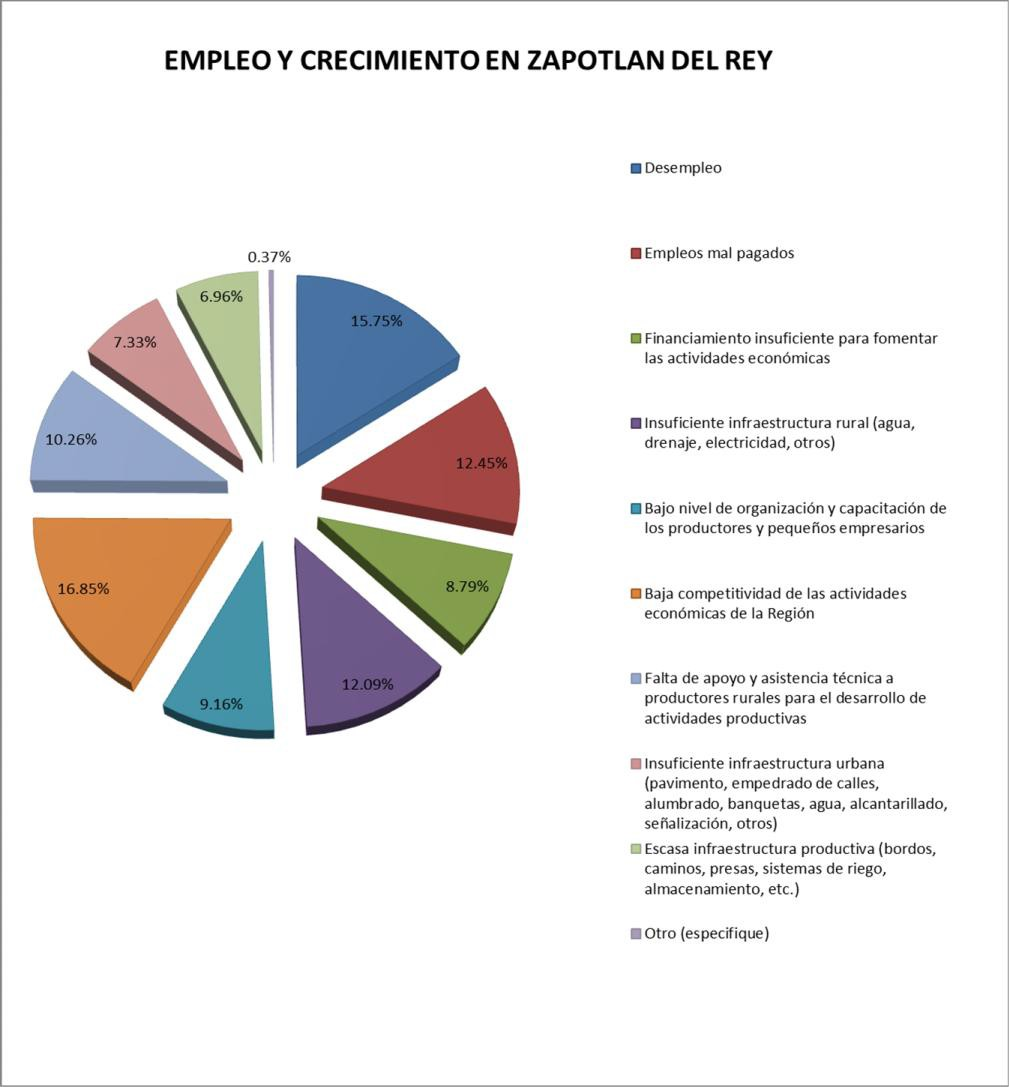 EMPLEO Y CRECIMIENTO EN ZAPOTLAN DEL REY
0.37%
6.96%
15.75%
7.33%
10.26%
12.45%
16.85%
8.79%
12.09%
9.16%
Desempleo
Empleos mal pagados
Financiamiento insuficiente para fomentar
las actividades económicas
Insuficiente infraestructura rural (agua,
drenaje, electricidad, otros)
Bajo nivel de organización y capacitación de
los productores y pequeños empresarios
Baja competitividad de las actividades
económicas de la Región
Falta de apoyo y asistencia técnica a
productores rurales para el desarrollo de
actividades productivas
Insuficiente infraestructura urbana
(pavimento, empedrado de calles,
alumbrado, banquetas, agua, alcantarillado,
señalización, otros)
Escasa infraestructura productiva (bordos,
caminos, presas, sistemas de riego,
almacenamiento, etc.)
Otro (especifique)